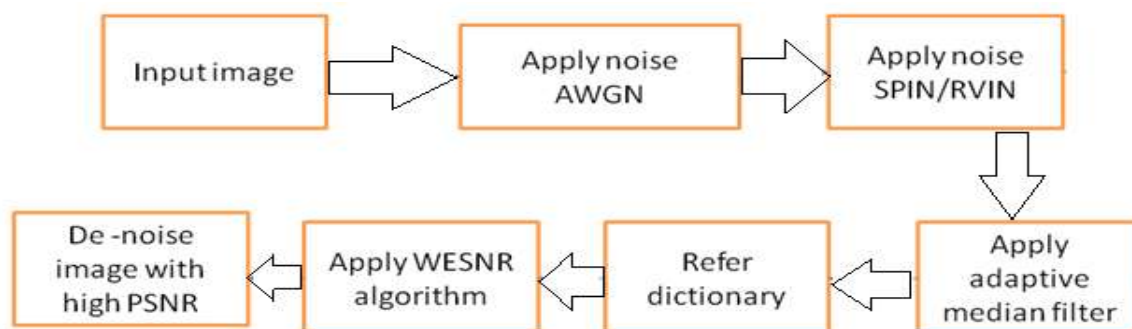 Input image
Apply noise
AWGN
Apply noise
SPIN/RVIN
Apply
adaptive
median filter
Refer
dictionary
Apply WESNR
algorithm
De -noise
image with
high PSNR